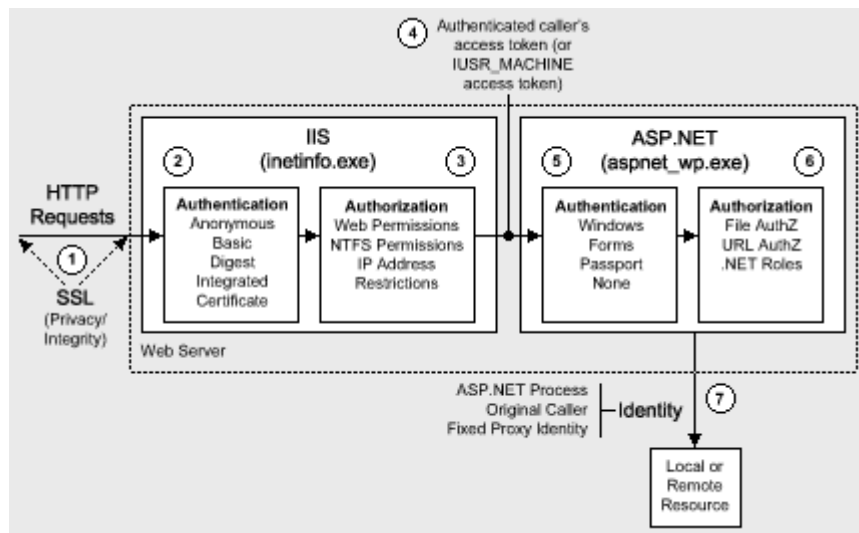 4
Authenticated caller's
access token (or
IUSR_MACHINE
access token)
IIS
(inetinfo.exe)
2
3
Authentication
Anonymous
Basic
Digest
Integrated
Certificate
Authorization
Web Permissions
NTFS Permissions
IP Address
Restrictions
ASP.NET
(aspnet_wp.exe)
5
6
Authentication
Windows
Forms
Passport
None
Authorization
File AuthZ
URL AuthZ
.NET Roles
HTTP
Requests
1
SSL
(Privacy/
Integrity)
Web Server
ASP.NET Process
Original Caller
Fixed Proxy Identity
Identity
7
Local or
Remote
Resource